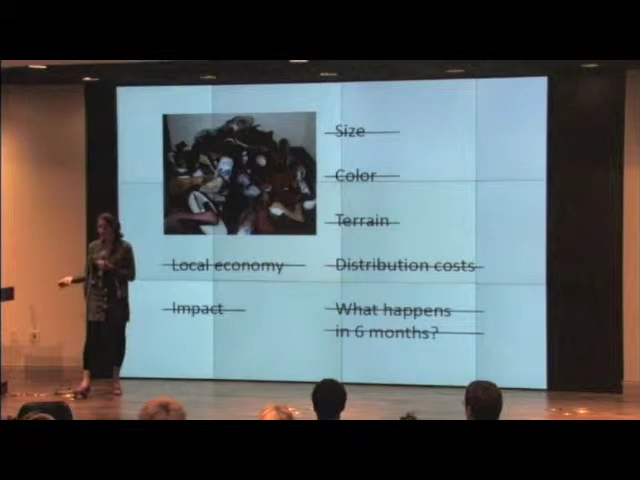 Size
Color
Terrain
Local economy
Distribution costs
Impact
What happens
in 6 months?